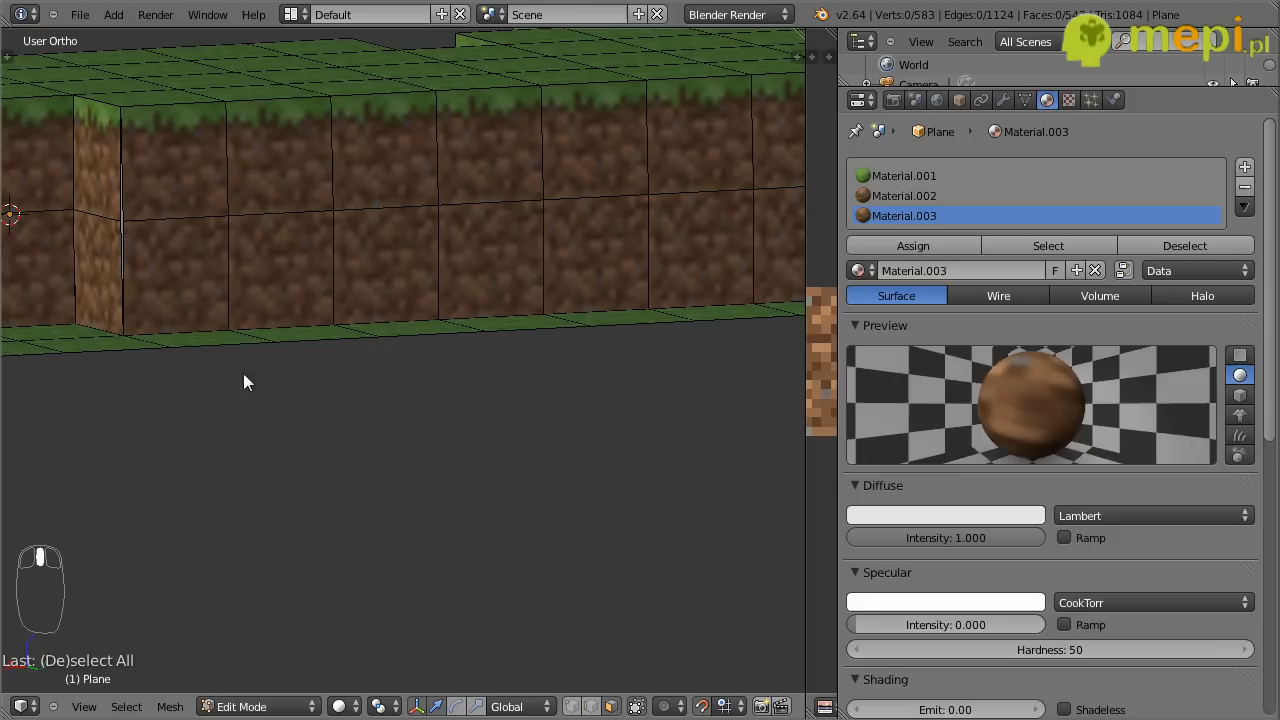 File Add Render Window Help Default Scene Blender Render v2.64 | Verts:0/583 | Edges:0/1124 | Faces:0/542 | Tris:1084 | Plane
User Ortho
View Search All Scenes
mepi.pl
World
Camera
Plane Material.003
Material.001
Material.002
Material.003
Assign Select Deselect
Material.003 F Data
Surface Wire Volume Halo
Preview
Diffuse
Lambert
Intensity: 1.000 Ramp
Specular
CookTorr
Intensity: 0.000 Ramp
Hardness: 50
Shading
Emit: 0.00 Shadeless
Last: (De)select All
(1) Plane
View Select Mesh Edit Mode Global